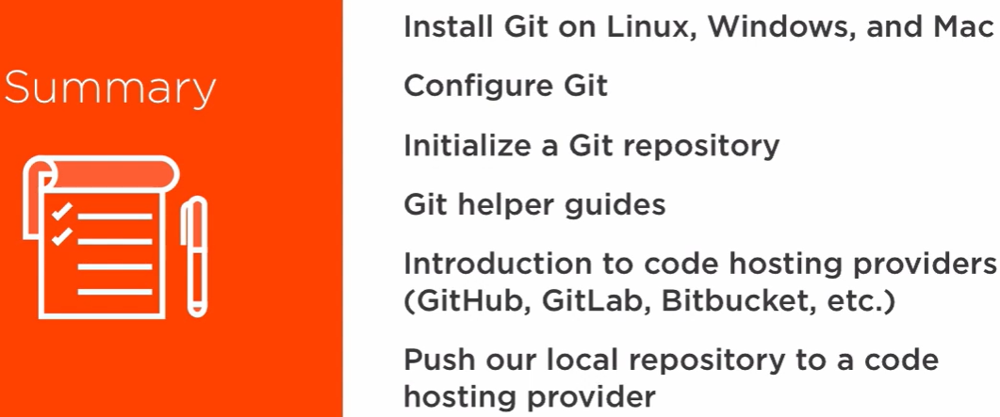 Summary
Install Git on Linux, Windows, and Mac
Configure Git
Initialize a Git repository
Git helper guides
Introduction to code hosting providers
(GitHub, GitLab, Bitbucket, etc.)
Push our local repository to a code
hosting provider